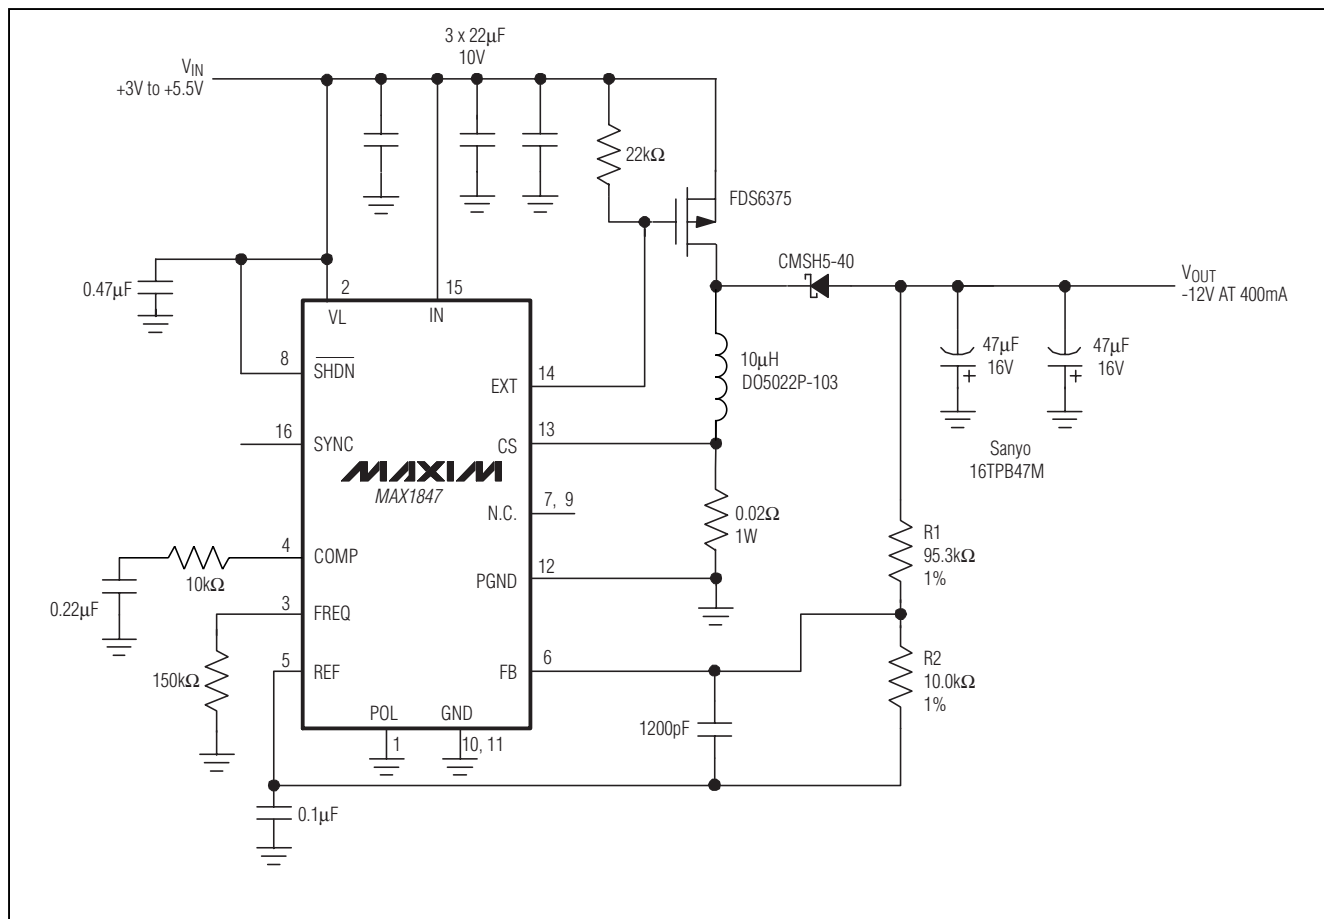 3 x 22μF
10V
VIN
+3V to +5.5V
22kΩ
FDS6375
CMSH5-40
VOUT
-12V AT 400mA
0.47μF
2
15
VL
IN
8
SHDN
EXT
14
10μH
DO5022P-103
47μF
16V
+
47μF
16V
+
16
SYNC
CS
13
Sanyo
16TPB47M
MAXIM
MAX1847
N.C.
7, 9
0.02Ω
1W
R1
95.3kΩ
1%
4
COMP
10kΩ
PGND
12
0.22μF
3
FREQ
150kΩ
5
REF
FB
6
R2
10.0kΩ
1%
POL
GND
1
10, 11
1200pF
0.1μF